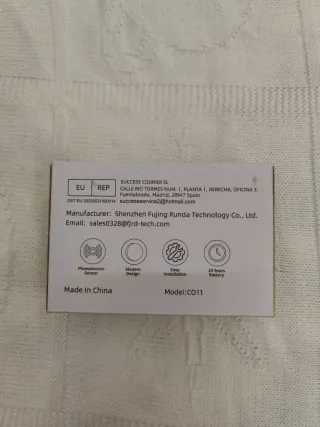 EU REP
SUCCESS COURIER SL
CALLE RIO TORMES NUM. 1, PLANTA 1, DERECHA, OFICINA 3,
Fuenlabrada, Madrid, 28947 Spain
successservice2@hotmail.com
Manufacturer: Shenzhen Fujing Runda Technology Co., Ltd.
Email: sales0328@fjrd-tech.com
Photoelectric
Sensor
Modern
Design
Easy
Installation
10 Years
Battery
Made In China
Model:CO11